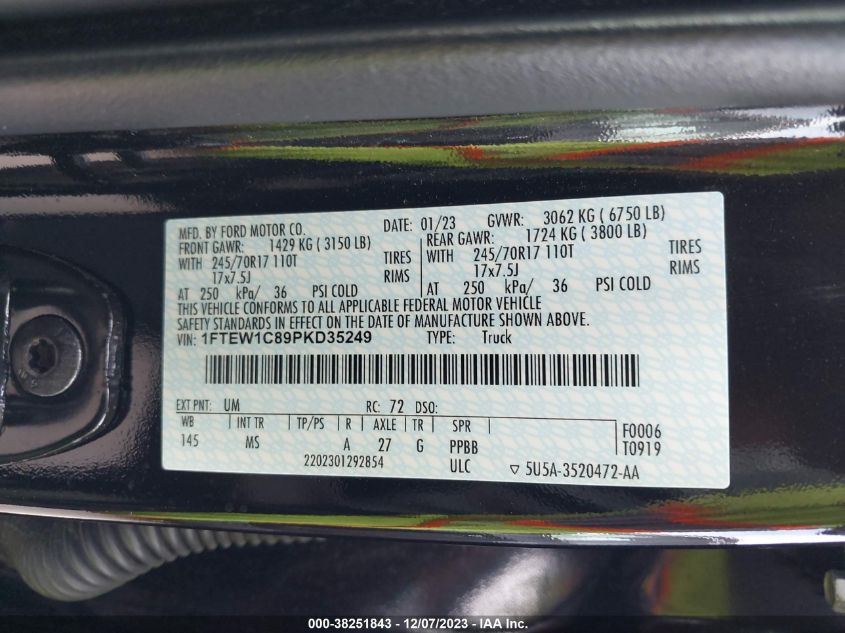 MFD. BY FORD MOTOR CO. DATE: 01/23 GVWR: 3062 KG ( 6750 LB)
FRONT GAWR: 1429 KG ( 3150 LB) REAR GAWR: 1724 KG ( 3800 LB)
WITH 245/70R17 110T TIRES WITH 245/70R17 110T TIRES
17x7.5J RIMS 17x7.5J RIMS
AT 250 kPa/ 36 PSI COLD AT 250 kPa/ 36 PSI COLD
THIS VEHICLE CONFORMS TO ALL APPLICABLE FEDERAL MOTOR VEHICLE
SAFETY STANDARDS IN EFFECT ON THE DATE OF MANUFACTURE SHOWN ABOVE.
VIN: 1FTEW1C89PKD35249 TYPE: Truck
EXT PNT: UM RC: 72 DSO:
WB INT TR TP/PS R AXLE TR SPR F0006
145 MS A 27 G PPBB T0919
2202301292854 ULC ▽ 5U5A-3520472-AA
000-38251843 - 12/07/2023 - IAA Inc.